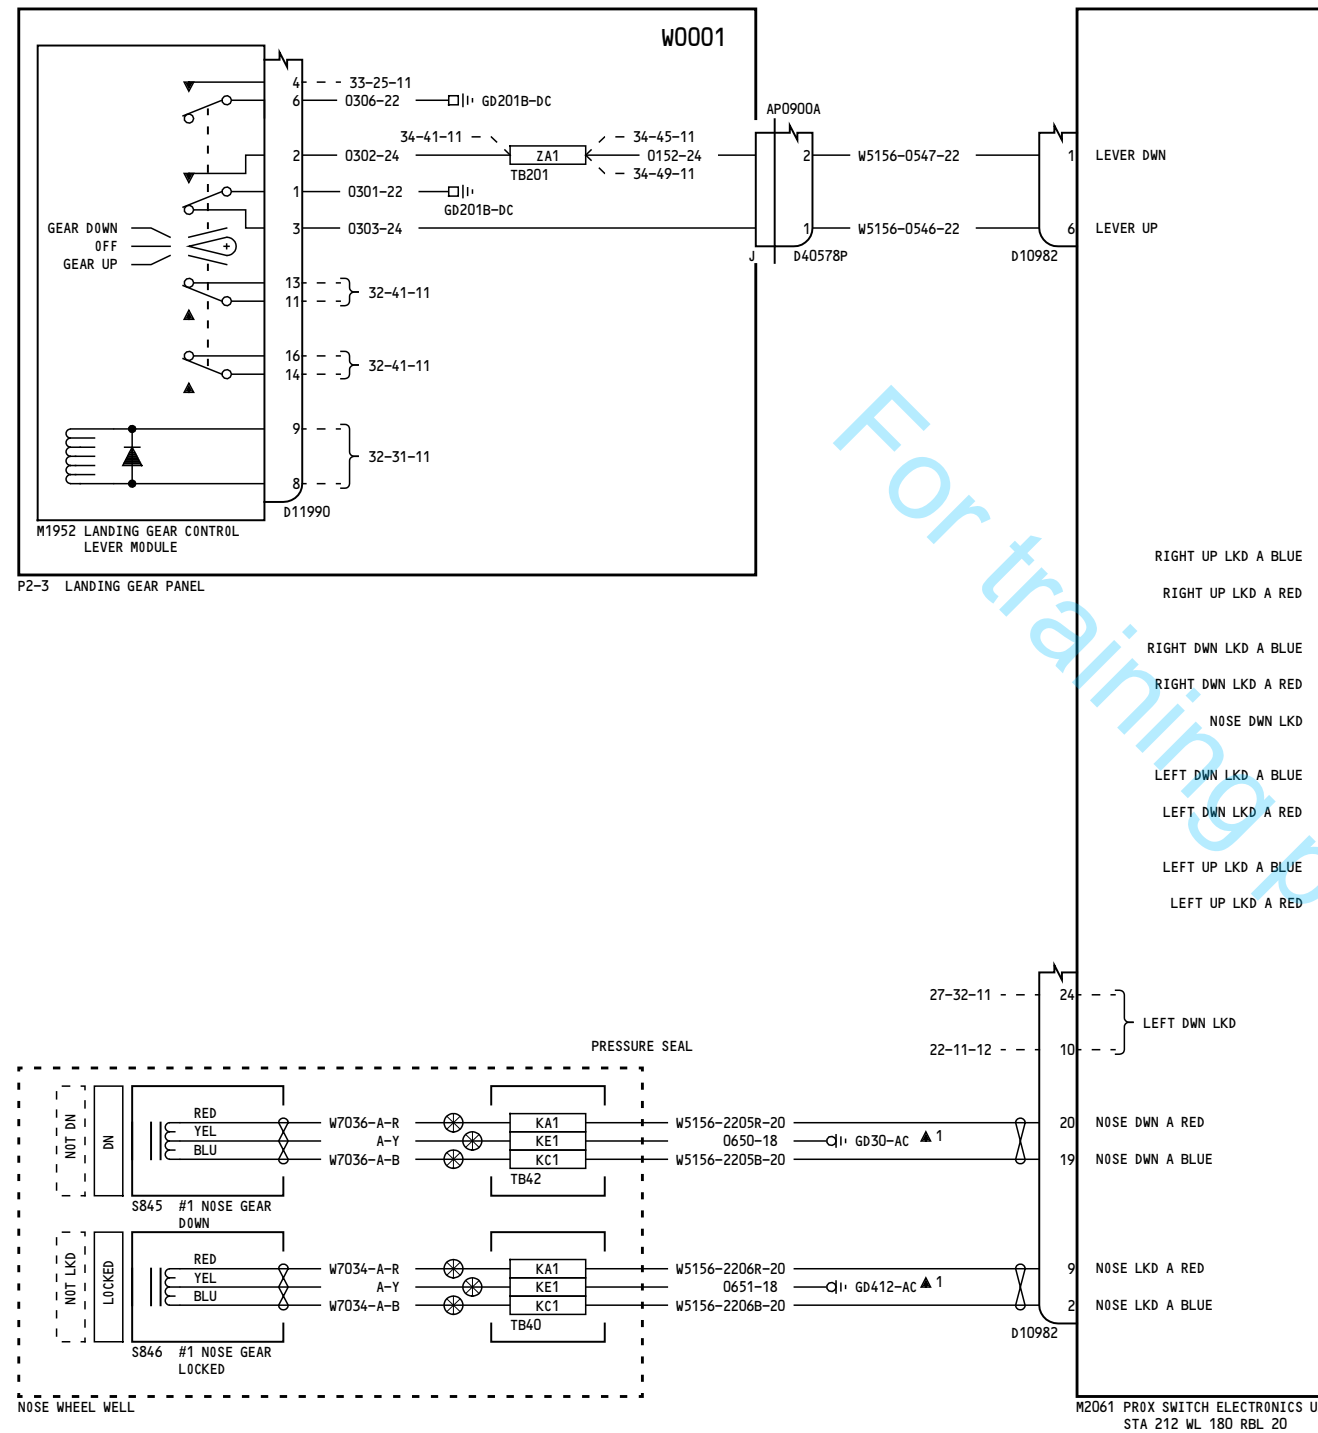 W0001
4 33-25-11
6 0306-22 GD201B-DC
AP0900A
34-41-11 34-45-11
2 0302-24 ZA1 0152-24 2 W5156-0547-22 1 LEVER DWN
TB201 34-49-11
1 0301-22
GD201B-DC
GEAR DOWN 3 0303-24 1 W5156-0546-22 6 LEVER UP
OFF
GEAR UP
J D40578P D10982
13
32-41-11
11
16
32-41-11
14
9
32-31-11
8
D11990
M1952 LANDING GEAR CONTROL
LEVER MODULE
P2-3 LANDING GEAR PANEL
RIGHT UP LKD A BLUE
RIGHT UP LKD A RED
RIGHT DWN LKD A BLUE
RIGHT DWN LKD A RED
NOSE DWN LKD
LEFT DWN LKD A BLUE
LEFT DWN LKD A RED
LEFT UP LKD A BLUE
LEFT UP LKD A RED
For training p
27-32-11 24
LEFT DWN LKD
22-11-12 10
PRESSURE SEAL
NOT DN
DN
RED W7036-A-R KA1 W5156-2205R-20 20 NOSE DWN A RED
YEL A-Y KE1 0650-18 GD30-AC 1
BLU W7036-A-B KC1 W5156-2205B-20 19 NOSE DWN A BLUE
TB42
S845 #1 NOSE GEAR
DOWN
NOT LKD
LOCKED
RED W7034-A-R KA1 W5156-2206R-20 9 NOSE LKD A RED
YEL A-Y KE1 0651-18 GD412-AC 1
BLU W7034-A-B KC1 W5156-2206B-20 2 NOSE LKD A BLUE
TB40 D10982
S846 #1 NOSE GEAR
LOCKED
NOSE WHEEL WELL
M2061 PROX SWITCH ELECTRONICS U
STA 212 WL 180 RBL 20